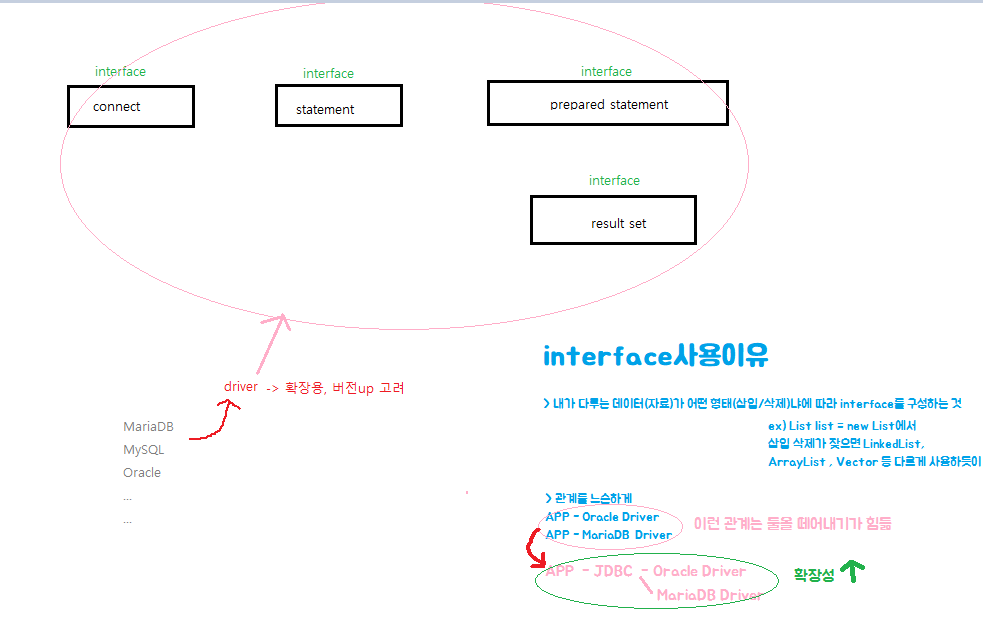 interface
connect
interface
statement
interface
prepared statement
interface
result set
driver -> 확장용, 버전up 고려
MariaDB
MySQL
Oracle
...
...
interface사용이유
> 내가 다루는 데이터(자료)가 어떤 형태(삽입/삭제)냐에 따라 interface를 구성하는 것
ex) List list = new List에서
삽입 삭제가 잦으면 LinkedList,
ArrayList , Vector 등 다르게 사용하듯이
> 관계를 느슨하게
APP - Oracle Driver
APP - MariaDB Driver
이런 관계는 둘을 떼어내기가 힘듦
APP - JDBC - Oracle Driver
MariaDB Driver
확장성